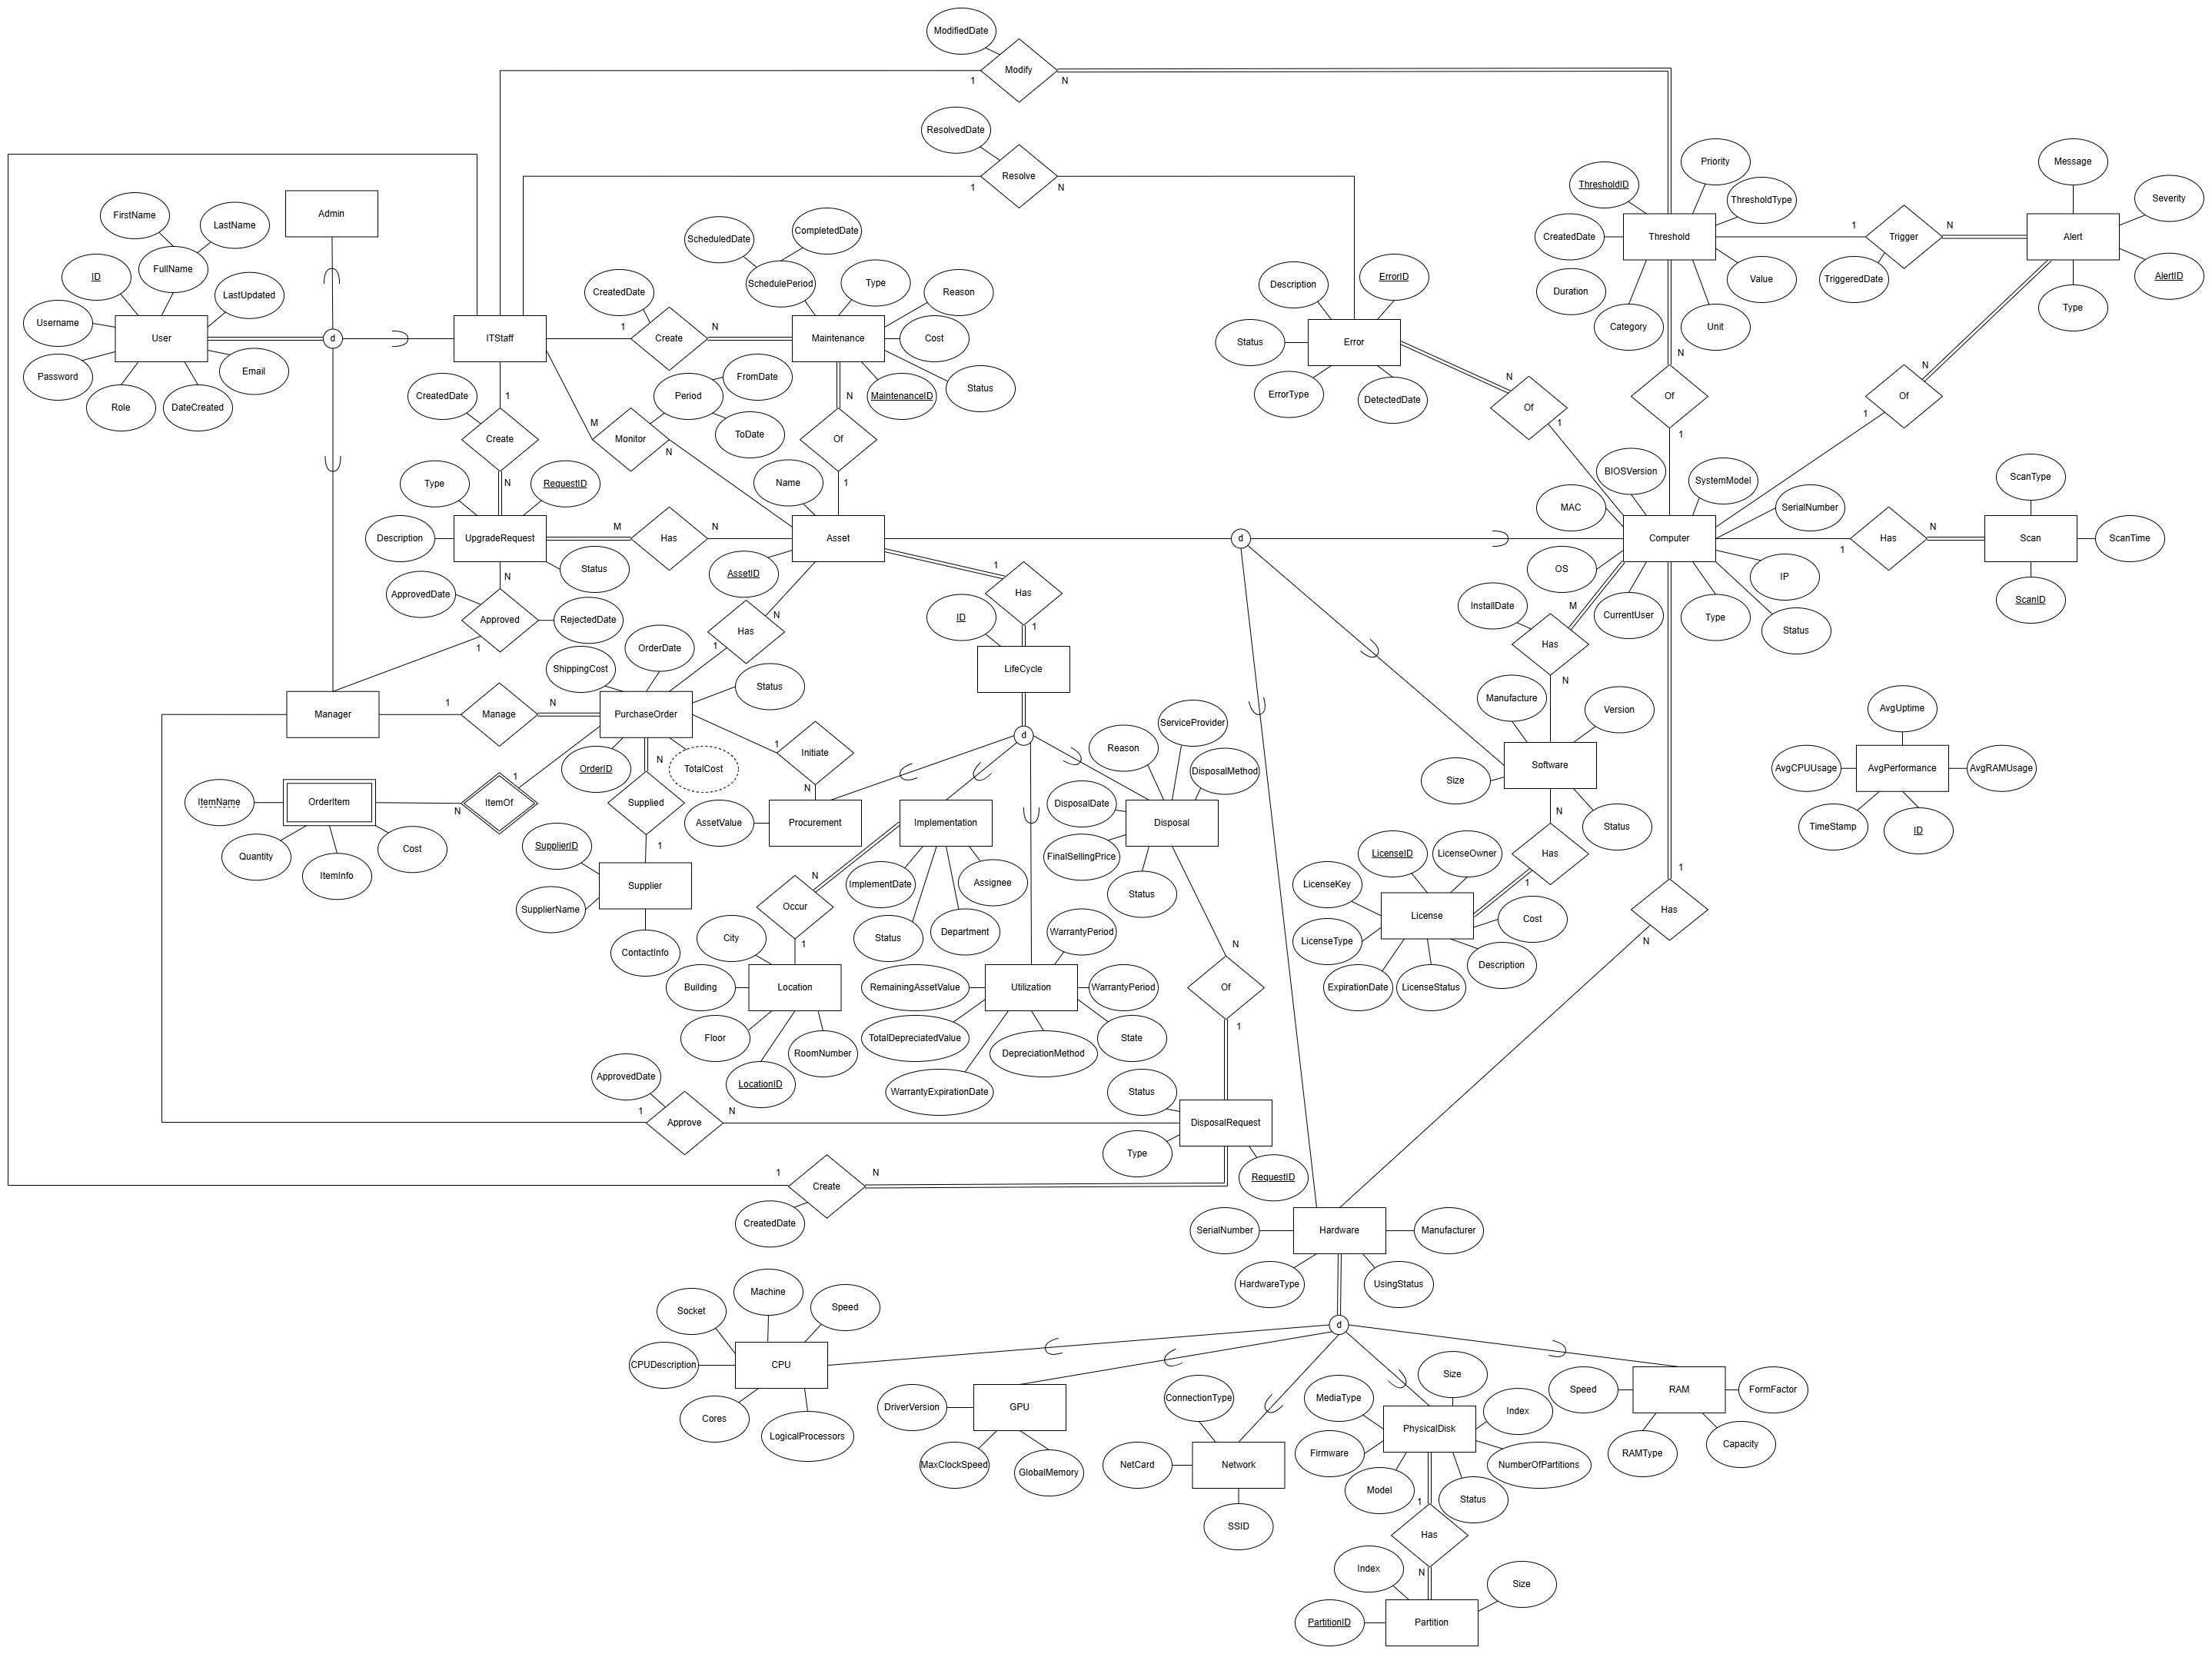 ModifiedDate
Modify
1
N
ResolvedDate
Resolve
1
N
Admin
FirstName
LastName
FullName
ID
LastUpdated
Username
User
d
ITStaff
Password
Email
Role
DateCreated
ScheduledDate
CompletedDate
SchedulePeriod
Type
Reason
CreatedDate
1
N
Create
Maintenance
Cost
Status
MaintenanceID
FromDate
Period
ToDate
M
Monitor
N
N
Of
1
CreatedDate
1
Create
N
Type
RequestID
Description
UpgradeRequest
Status
M
Has
N
Name
Asset
AssetID
ApprovedDate
N
Approved
RejectedDate
1
Manager
1
Manage
N
N
Has
1
OrderDate
ShippingCost
Status
PurchaseOrder
OrderID
TotalCost
1
ItemOf
N
ItemName
OrderItem
Quantity
ItemInfo
Cost
N
Supplied
1
SupplierID
Supplier
SupplierName
ContactInfo
1
Initiate
N
AssetValue
Procurement
1
Has
1
ID
LifeCycle
d
Implementation
ImplementDate
Assignee
Status
Department
N
Occur
1
City
Building
Location
Floor
RoomNumber
LocationID
WarrantyPeriod
RemainingAssetValue
Utilization
WarrantyPeriod
TotalDepreciatedValue
State
DepreciationMethod
WarrantyExpirationDate
ServiceProvider
Reason
DisposalMethod
DisposalDate
Disposal
FinalSellingPrice
Status
N
Of
1
Status
DisposalRequest
Type
RequestID
ApprovedDate
1
Approve
N
1
Create
N
CreatedDate
Description
ErrorID
Status
Error
ErrorType
DetectedDate
N
Of
1
Priority
ThresholdID
ThresholdType
CreatedDate
Threshold
Duration
Value
Category
Unit
1
Trigger
N
TriggeredDate
Message
Severity
Alert
AlertID
Type
N
Of
1
N
Of
1
d
BIOSVersion
SystemModel
MAC
SerialNumber
Computer
OS
IP
CurrentUser
Type
Status
1
Has
N
ScanType
Scan
ScanTime
ScanID
InstallDate
M
Has
N
Manufacture
Version
Software
Size
Status
N
Has
1
LicenseID
LicenseOwner
LicenseKey
License
Cost
LicenseType
Description
ExpirationDate
LicenseStatus
AvgUptime
AvgCPUUsage
AvgPerformance
AvgRAMUsage
TimeStamp
ID
1
Has
N
SerialNumber
Hardware
Manufacturer
HardwareType
UsingStatus
d
Machine
Socket
Speed
CPUDescription
CPU
Cores
LogicalProcessors
DriverVersion
GPU
MaxClockSpeed
GlobalMemory
ConnectionType
NetCard
Network
SSID
Size
MediaType
Index
PhysicalDisk
Firmware
NumberOfPartitions
Model
Status
Speed
RAM
FormFactor
RAMType
Capacity
1
Has
N
Index
Size
PartitionID
Partition